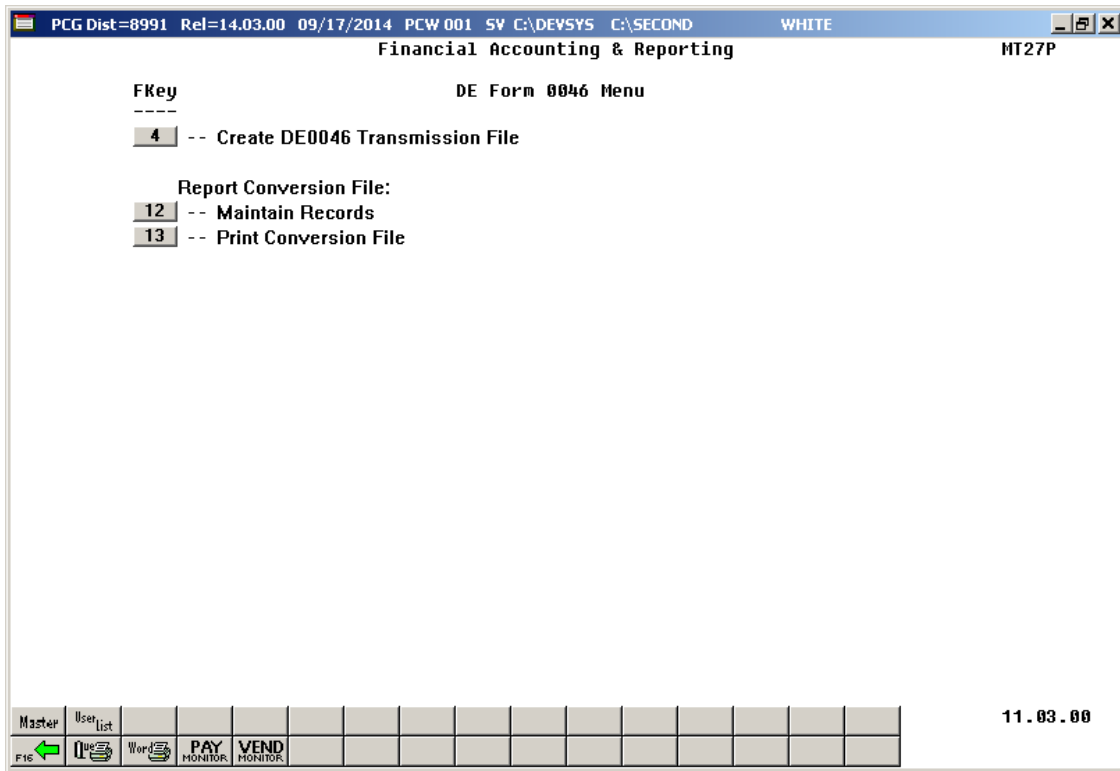 PCG Dist=8991 Rel=14.03.00 09/17/2014 PCW 001 SV C:\DEVSYS C:\SECOND WHITE
Financial Accounting & Reporting MT27P
FKey DE Form 0046 Menu
----
4 -- Create DE0046 Transmission File
Report Conversion File:
12 -- Maintain Records
13 -- Print Conversion File
Master User List 11.03.00
F16 Que Word PAY MONITOR VEND MONITOR